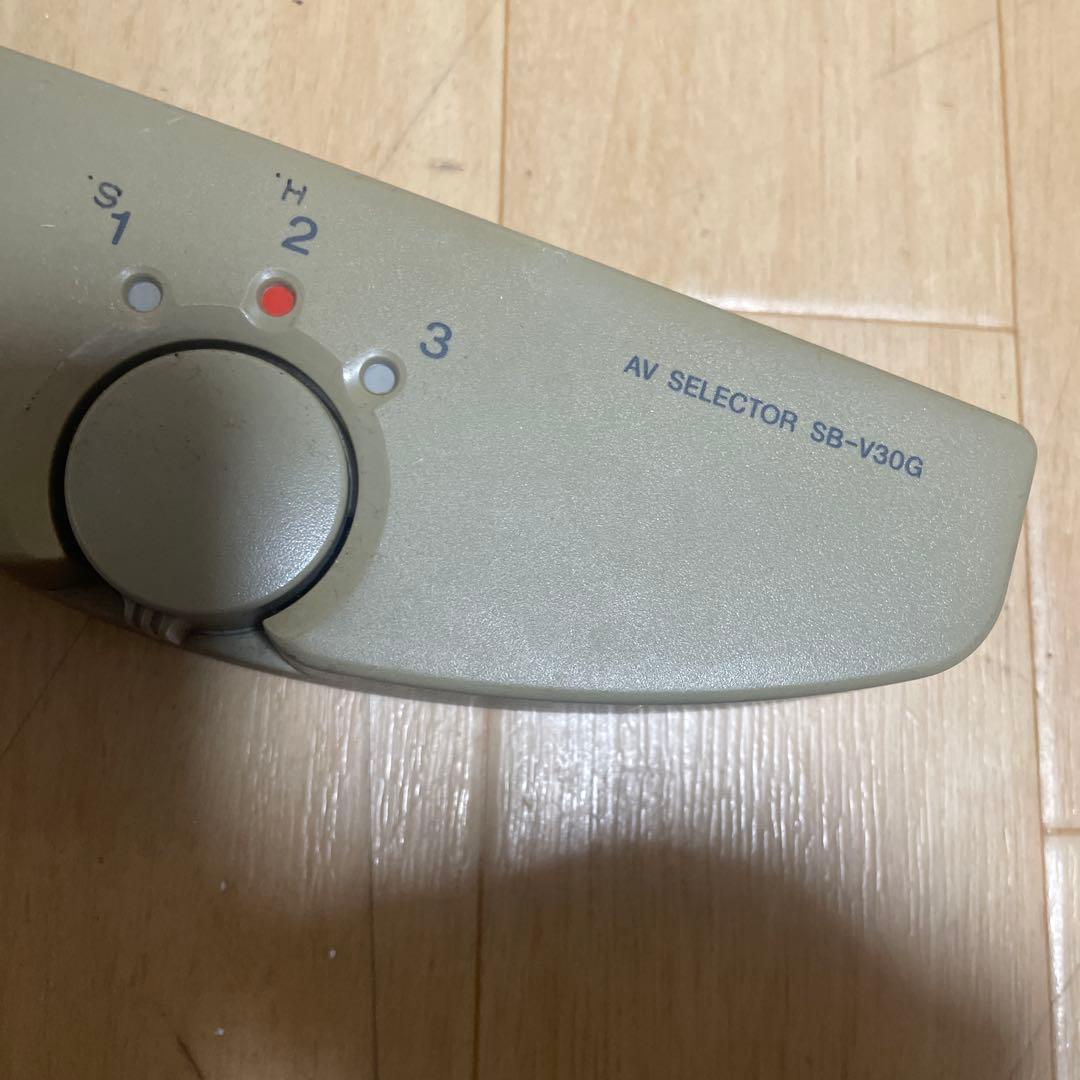 .S
.H
1
2
3
AV SELECTOR SB-V30G